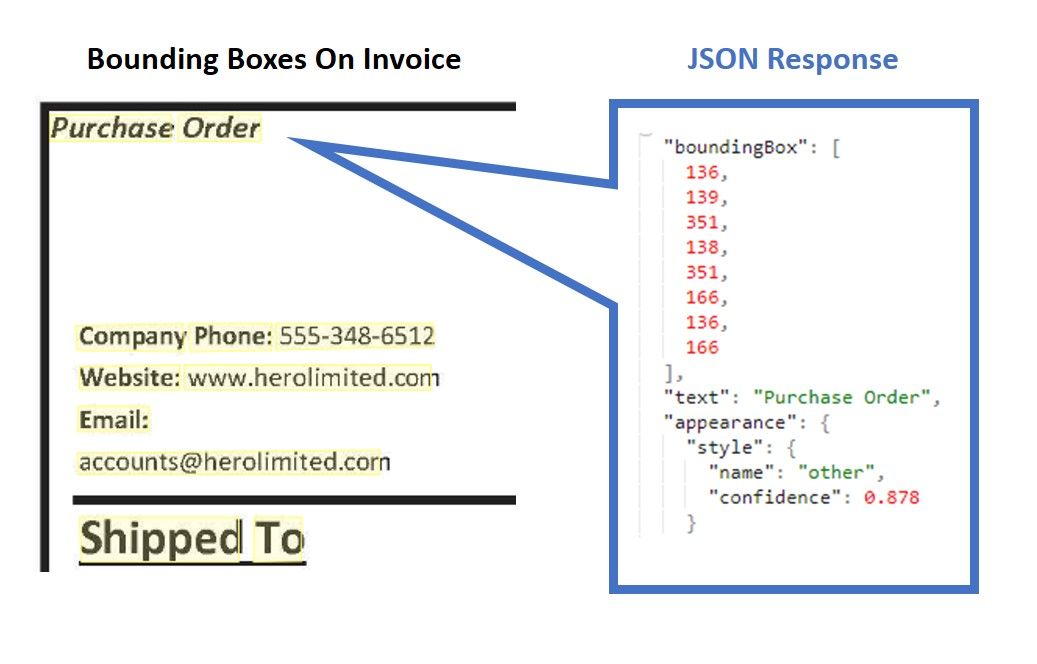 Bounding Boxes On Invoice
JSON Response
Purchase Order
Company Phone: 555-348-6512
Website: www.herolimited.com
Email:
accounts@herolimited.com
Shipped To
"boundingBox": [
136,
139,
351,
138,
351,
166,
136,
166
],
"text": "Purchase Order",
"appearance": {
"style": {
"name": "other",
"confidence": 0.878
}